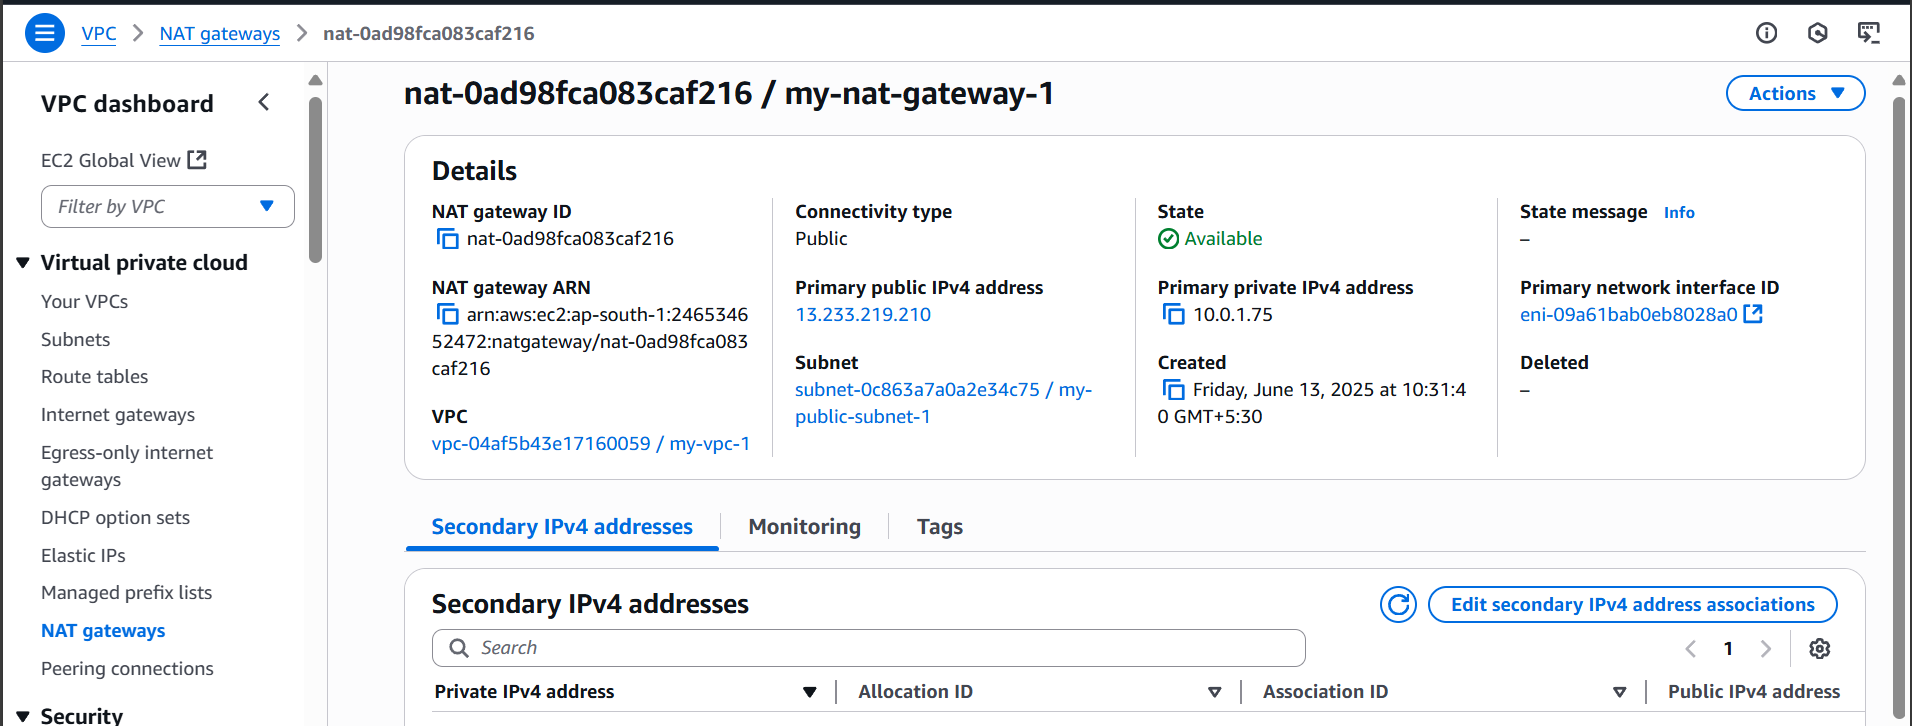 VPC > NAT gateways > nat-0ad98fca083caf216
VPC dashboard
EC2 Global View
Filter by VPC
Virtual private cloud
Your VPCs
Subnets
Route tables
Internet gateways
Egress-only internet
gateways
DHCP option sets
Elastic IPs
Managed prefix lists
NAT gateways
Peering connections
Security
nat-0ad98fca083caf216 / my-nat-gateway-1
Actions
Details
NAT gateway ID
nat-0ad98fca083caf216
NAT gateway ARN
arn:aws:ec2:ap-south-1:2465346
52472:natgateway/nat-0ad98fca083
caf216
VPC
vpc-04af5b43e17160059 / my-vpc-1
Connectivity type
Public
Primary public IPv4 address
13.233.219.210
Subnet
subnet-0c863a7a0a2e34c75 / my-
public-subnet-1
State
Available
Primary private IPv4 address
10.0.1.75
Created
Friday, June 13, 2025 at 10:31:4
0 GMT+5:30
State message Info
–
Primary network interface ID
eni-09a61bab0eb8028a0
Deleted
–
Secondary IPv4 addresses
Monitoring
Tags
Secondary IPv4 addresses
Edit secondary IPv4 address associations
Search
1
Private IPv4 address
Allocation ID
Association ID
Public IPv4 address